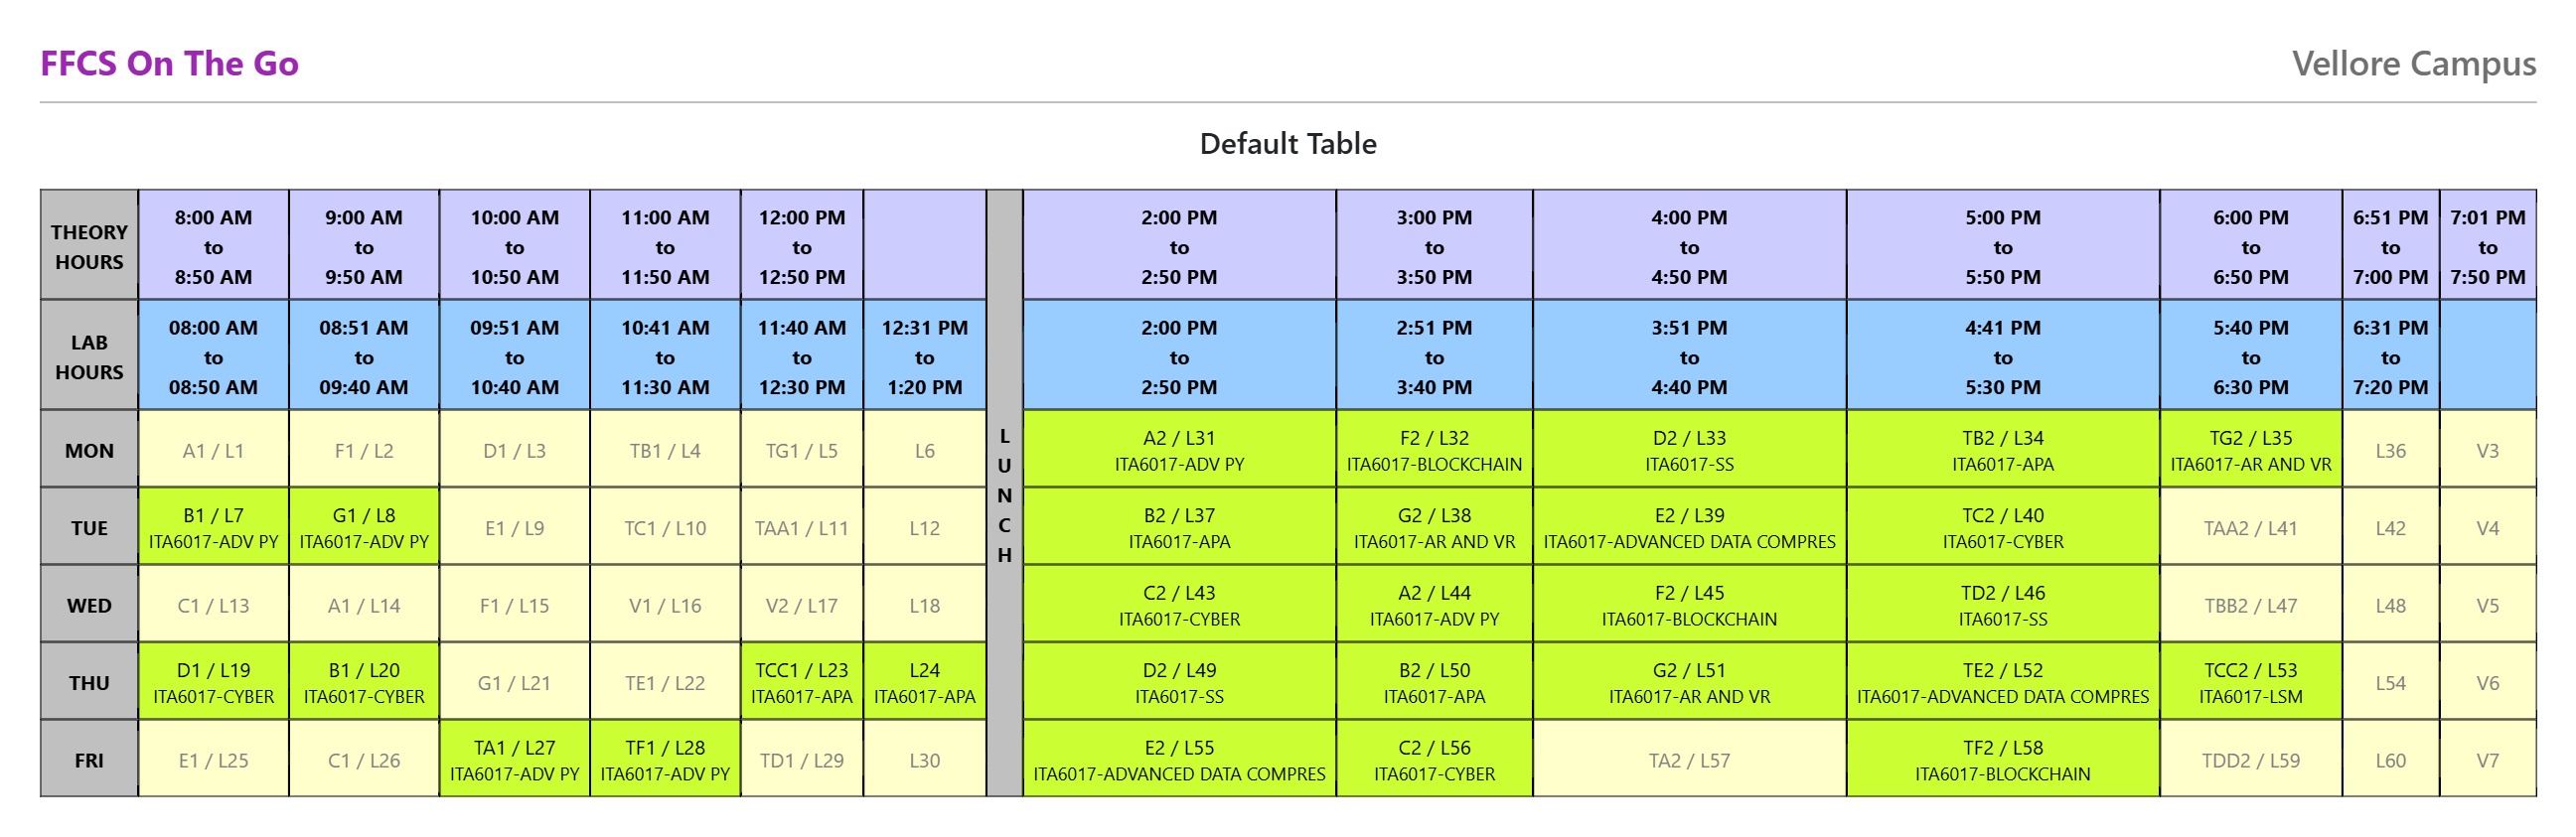 FFCS On The Go
Vellore Campus
Default Table
THEORY
HOURS
8:00 AM
to
8:50 AM
9:00 AM
to
9:50 AM
10:00 AM
to
10:50 AM
11:00 AM
to
11:50 AM
12:00 PM
to
12:50 PM
2:00 PM
to
2:50 PM
3:00 PM
to
3:50 PM
4:00 PM
to
4:50 PM
5:00 PM
to
5:50 PM
6:00 PM
to
6:50 PM
6:51 PM
to
7:00 PM
7:01 PM
to
7:50 PM
LAB
HOURS
08:00 AM
to
08:50 AM
08:51 AM
to
09:40 AM
09:51 AM
to
10:40 AM
10:41 AM
to
11:30 AM
11:40 AM
to
12:30 PM
12:31 PM
to
1:20 PM
L
U
N
C
H
2:00 PM
to
2:50 PM
2:51 PM
to
3:40 PM
3:51 PM
to
4:40 PM
4:41 PM
to
5:30 PM
5:40 PM
to
6:30 PM
6:31 PM
to
7:20 PM
MON
A1 / L1
F1 / L2
D1 / L3
TB1 / L4
TG1 / L5
L6
A2 / L31
ITA6017-ADV PY
F2 / L32
ITA6017-BLOCKCHAIN
D2 / L33
ITA6017-SS
TB2 / L34
ITA6017-APA
TG2 / L35
ITA6017-AR AND VR
L36
V3
TUE
B1 / L7
ITA6017-ADV PY
G1 / L8
ITA6017-ADV PY
E1 / L9
TC1 / L10
TAA1 / L11
L12
B2 / L37
ITA6017-APA
G2 / L38
ITA6017-AR AND VR
E2 / L39
ITA6017-ADVANCED DATA COMPRES
TC2 / L40
ITA6017-CYBER
TAA2 / L41
L42
V4
WED
C1 / L13
A1 / L14
F1 / L15
V1 / L16
V2 / L17
L18
C2 / L43
ITA6017-CYBER
A2 / L44
ITA6017-ADV PY
F2 / L45
ITA6017-BLOCKCHAIN
TD2 / L46
ITA6017-SS
TBB2 / L47
L48
V5
THU
D1 / L19
ITA6017-CYBER
B1 / L20
ITA6017-CYBER
G1 / L21
TE1 / L22
TCC1 / L23
ITA6017-APA
L24
ITA6017-APA
D2 / L49
ITA6017-SS
B2 / L50
ITA6017-APA
G2 / L51
ITA6017-AR AND VR
TE2 / L52
ITA6017-ADVANCED DATA COMPRES
TCC2 / L53
ITA6017-LSM
L54
V6
FRI
E1 / L25
C1 / L26
TA1 / L27
ITA6017-ADV PY
TF1 / L28
ITA6017-ADV PY
TD1 / L29
L30
E2 / L55
ITA6017-ADVANCED DATA COMPRES
C2 / L56
ITA6017-CYBER
TA2 / L57
TF2 / L58
ITA6017-BLOCKCHAIN
TDD2 / L59
L60
V7